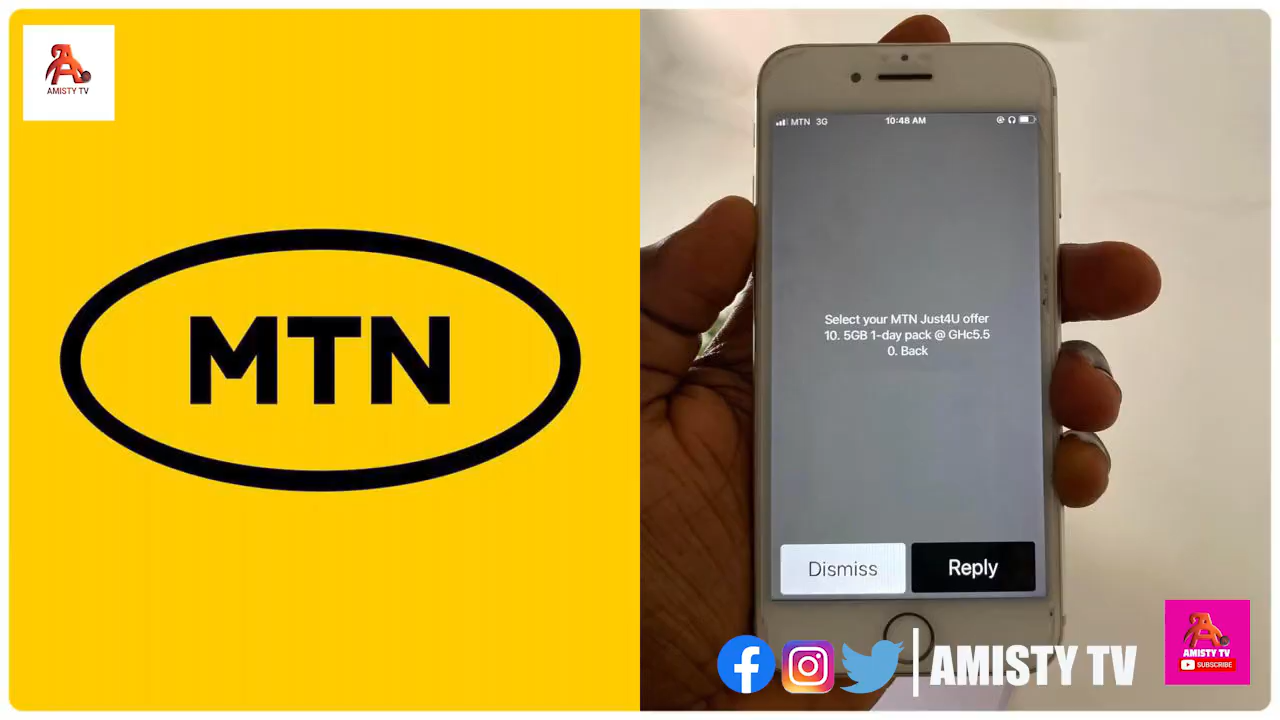 AMISTY TV
MTN
MTN 3G
10:48 AM
Select your MTN Just4U offer
10. 5GB 1-day pack @ GHc5.5
0. Back
Dismiss
Reply
AMISTY TV
AMISTY TV
SUBSCRIBE